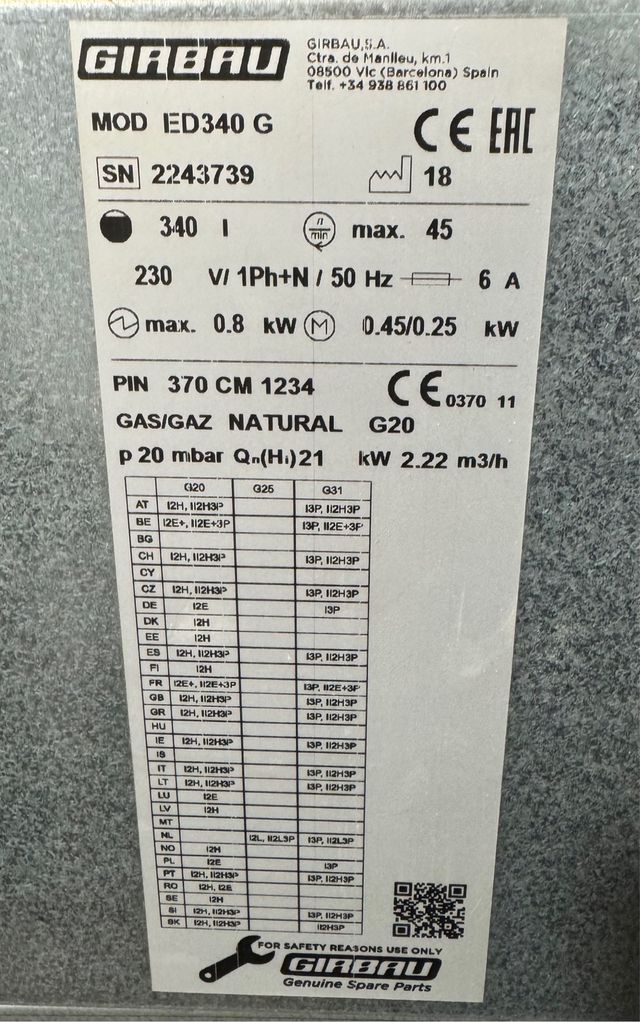 GIRBAU
GIRBAU,S.A.
Ctra. de Manlleu, km.1
08500 Vic (Barcelona) Spain
Telf. +34 938 861 100
MOD ED340 G
CE EAC
SN 2243739
18
340 l n/min max. 45
230 V/ 1Ph+N / 50 Hz 6 A
max. 0.8 kW M 0.45/0.25 kW
PIN 370 CM 1234 CE 0370 11
GAS/GAZ NATURAL G20
p 20 mbar Qn(Hi)21 kW 2.22 m3/h
G20 G25 G31
AT I2H, II2H3P I3P, II2H3P
BE I2E+, II2E+3P I3P, II2E+3P
BG
CH I2H, II2H3P I3P, II2H3P
CY
CZ I2H, II2H3P I3P, II2H3P
DE I2E I3P
DK I2H
EE I2H
ES I2H, II2H3P I3P, II2H3P
FI I2H
FR I2E+, II2E+3P I3P, II2E+3P
GB I2H, II2H3P I3P, II2H3P
GR I2H, II2H3P I3P, II2H3P
HU
IE I2H, II2H3P I3P, II2H3P
IS
IT I2H, II2H3P I3P, II2H3P
LT I2H, II2H3P I3P, II2H3P
LU I2E
LV I2H
MT
NL I2L, II2L3P I3P, II2L3P
NO I2H
PL I2E I3P
PT I2H, II2H3P I3P, II2H3P
RO I2H, I2E
SE I2H
SI I2H, II2H3P I3P, II2H3P
SK I2H, II2H3P II2H3P
FOR SAFETY REASONS USE ONLY
GIRBAU
Genuine Spare Parts